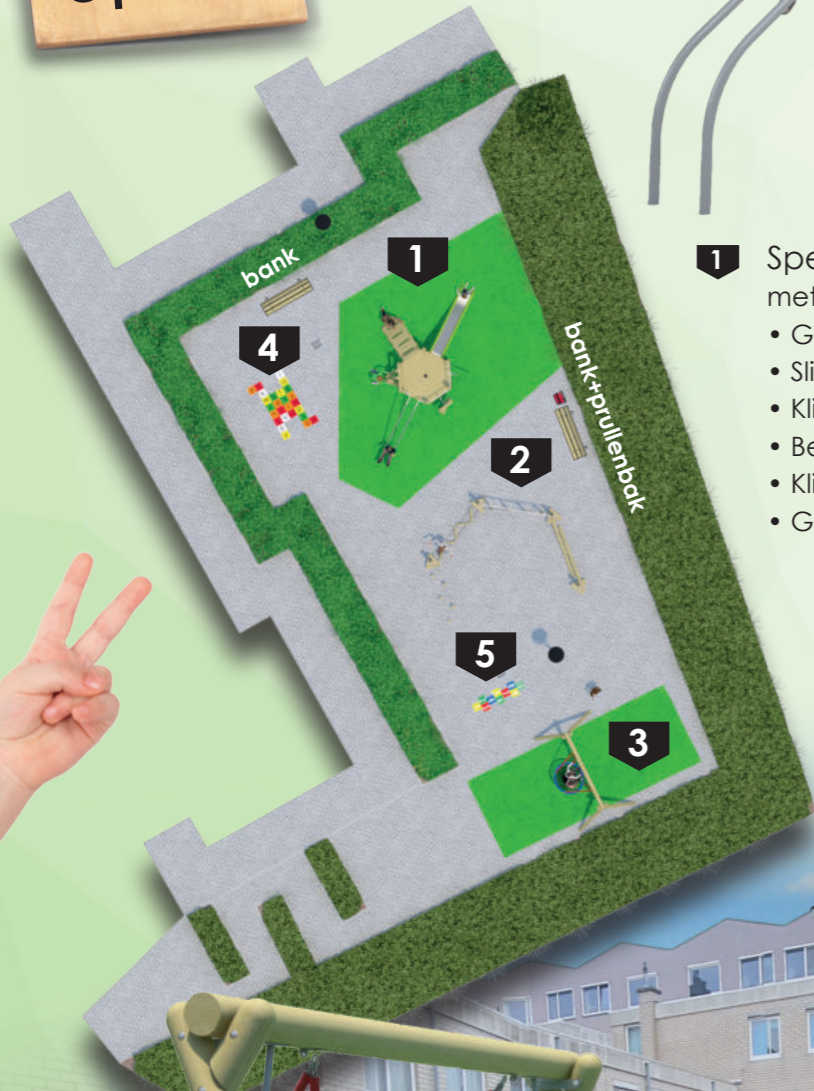 bank
1
4
bank+prullenbak
2
5
3
1 Spe
met
• G
• Sli
• Kli
• Be
• Kli
• G